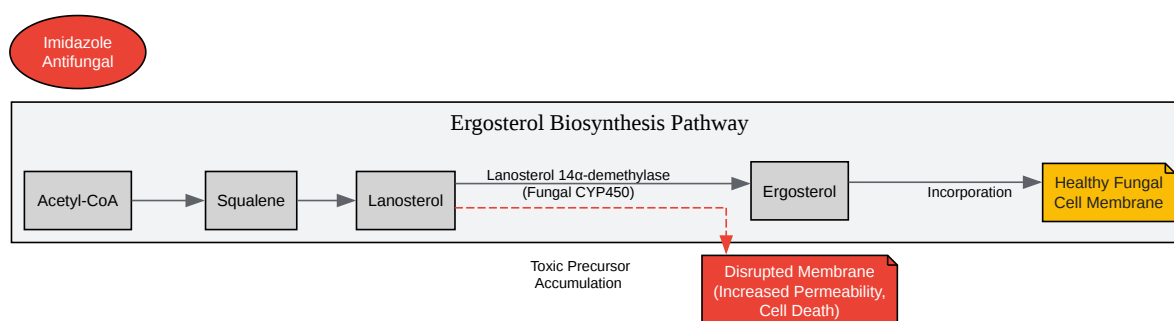 Imidazole
Antifungal
Ergosterol Biosynthesis Pathway
Acetyl-CoA
Squalene
Lanosterol
Lanosterol 14α-demethylase
(Fungal CYP450)
Ergosterol
Incorporation
Healthy Fungal
Cell Membrane
Toxic Precursor
Accumulation
Disrupted Membrane
(Increased Permeability,
Cell Death)